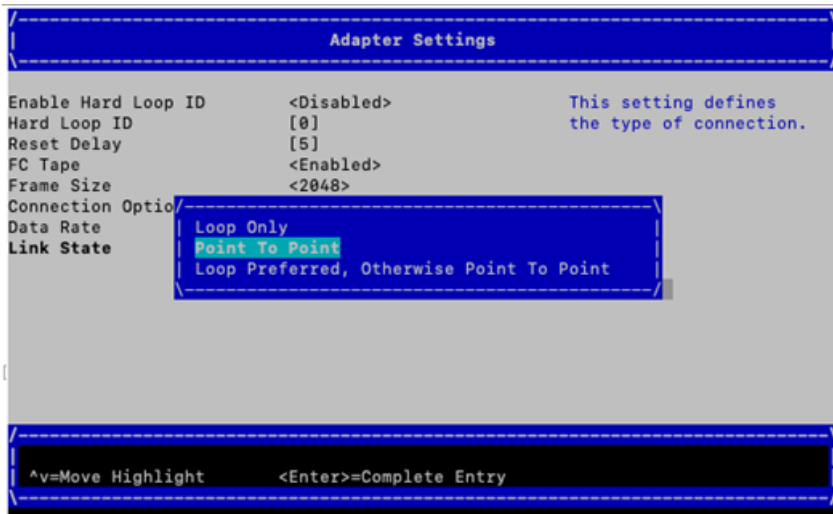 Adapter Settings
Enable Hard Loop ID <Disabled> This setting defines
Hard Loop ID [0] the type of connection.
Reset Delay [5]
FC Tape <Enabled>
Frame Size <2048>
Connection Optio
Data Rate Loop Only
Link State Point To Point
Loop Preferred, Otherwise Point To Point
^v=Move Highlight <Enter>=Complete Entry